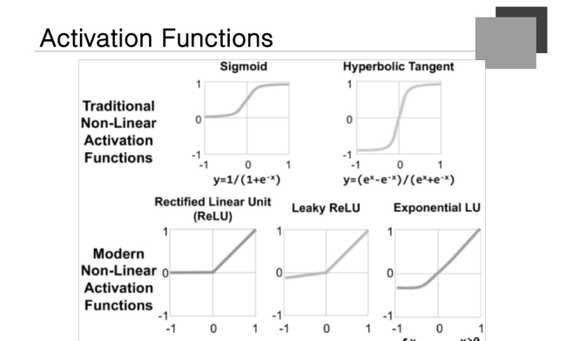 Activation Functions
Sigmoid
Hyperbolic Tangent
Traditional
Non-Linear
Activation
Functions
1
0
-1
-1 0 1
y=1/(1+e⁻ˣ)
1
0
-1
-1 0 1
y=(eˣ-e⁻ˣ)/(eˣ+e⁻ˣ)
Rectified Linear Unit
(ReLU)
Leaky ReLU
Exponential LU
Modern
Non-Linear
Activation
Functions
1
0
-1
-1 0 1
1
0
-1
-1 0 1
1
0
-1
-1 0 1